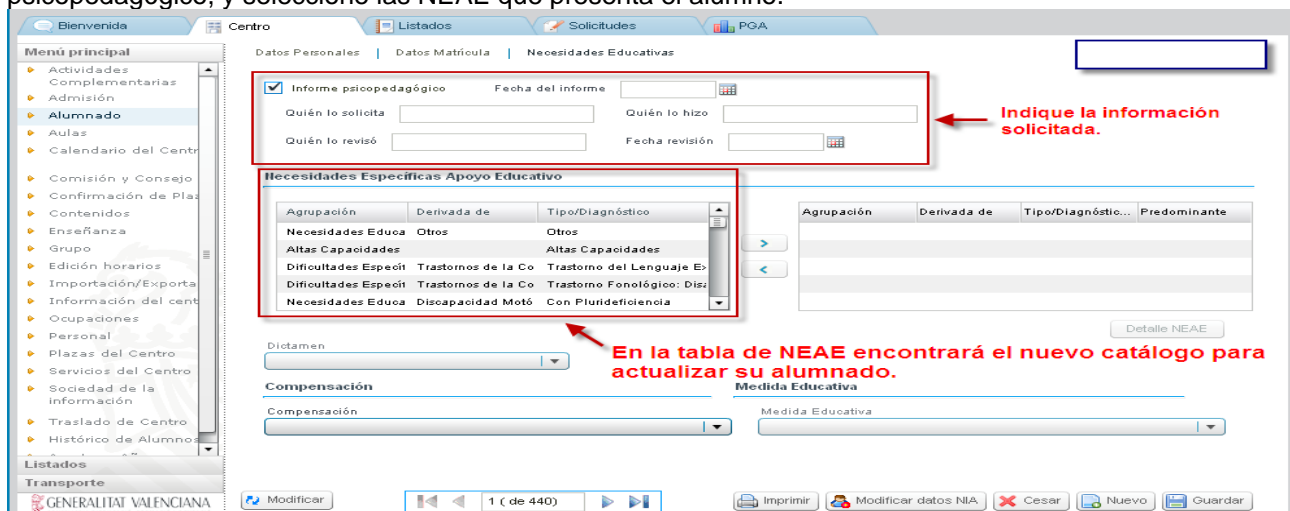 psicopedagógico, y seleccione las NEAE que presenta el alumno.
Bienvenida
Centro
Listados
Solicitudes
PGA
Menú principal
Actividades
Complementarias
Admisión
Alumnado
Aulas
Calendario del Centr
Comisión y Consejo
Confirmación de Pla
Contenidos
Enseñanza
Grupo
Edición horarios
Importación/Exporta
Información del cent
Ocupaciones
Personal
Plazas del Centro
Servicios del Centro
Sociedad de la
información
Traslado de Centro
Histórico de Alumnos
Listados
Transporte
GENERALITAT VALENCIANA
Datos Personales | Datos Matrícula | Necesidades Educativas
Informe psicopedagógico Fecha del informe
Quién lo solicita Quién lo hizo
Quién lo revisó Fecha revisión
Indique la información
solicitada.
Necesidades Específicas Apoyo Educativo
Agrupación Derivada de Tipo/Diagnóstico
Necesidades Educa Otros Otros
Altas Capacidades Altas Capacidades
Dificultades Específ Trastornos de la Co Trastorno del Lenguaje Ex
Dificultades Específ Trastornos de la Co Trastorno Fonológico: Disa
Necesidades Educa Discapacidad Motó Con Plurideficiencia
>
<
Agrupación Derivada de Tipo/Diagnóstic... Predominante
Detalle NEAE
Dictamen
En la tabla de NEAE encontrará el nuevo catálogo para
actualizar su alumnado.
Compensación
Compensación
Medida Educativa
Medida Educativa
Modificar
1 ( de 440)
Imprimir
Modificar datos NIA
Cesar
Nuevo
Guardar